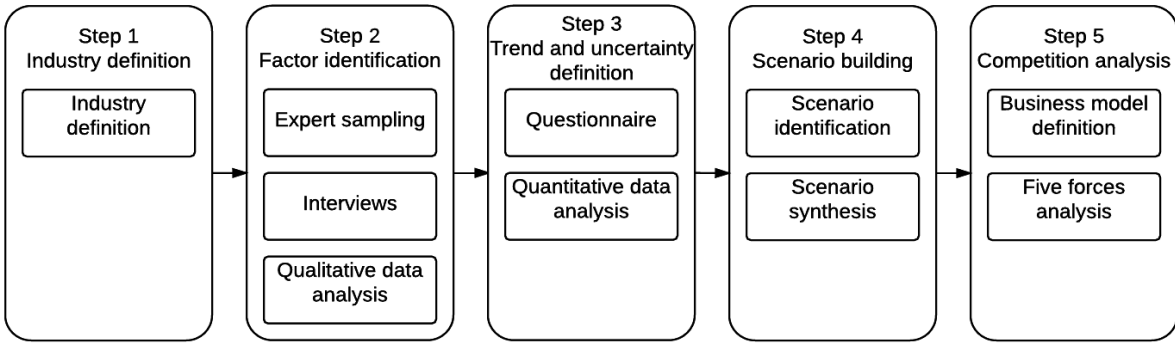 Step 1
Industry definition
Industry
definition
Step 2
Factor identification
Expert sampling
Interviews
Qualitative data
analysis
Step 3
Trend and uncertainty
definition
Questionnaire
Quantitative data
analysis
Step 4
Scenario building
Scenario
identification
Scenario
synthesis
Step 5
Competition analysis
Business model
definition
Five forces
analysis